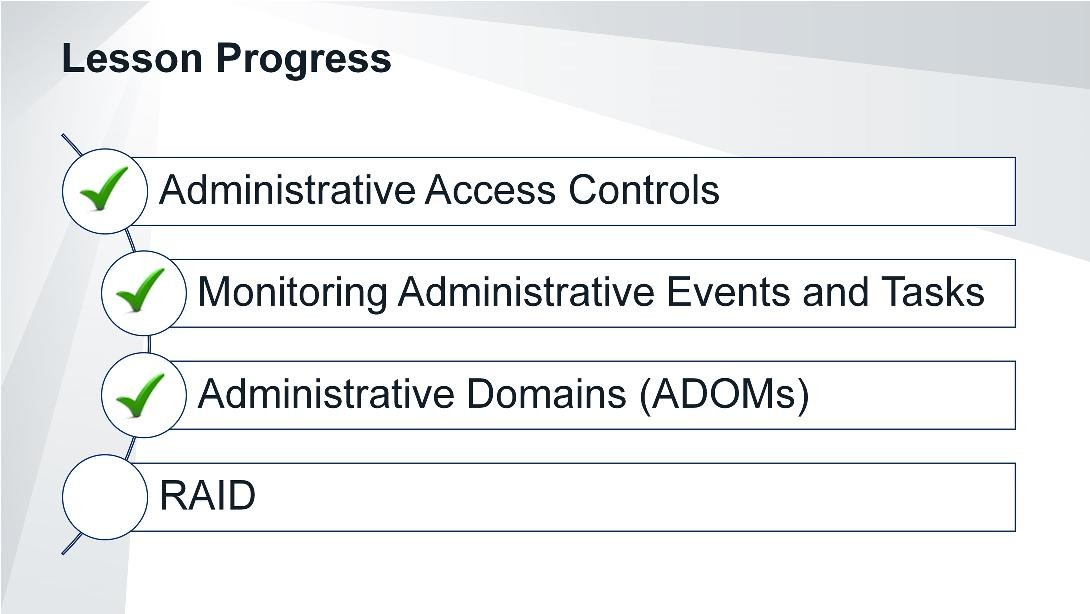 Lesson Progress
Administrative Access Controls
Monitoring Administrative Events and Tasks
Administrative Domains (ADOMs)
RAID